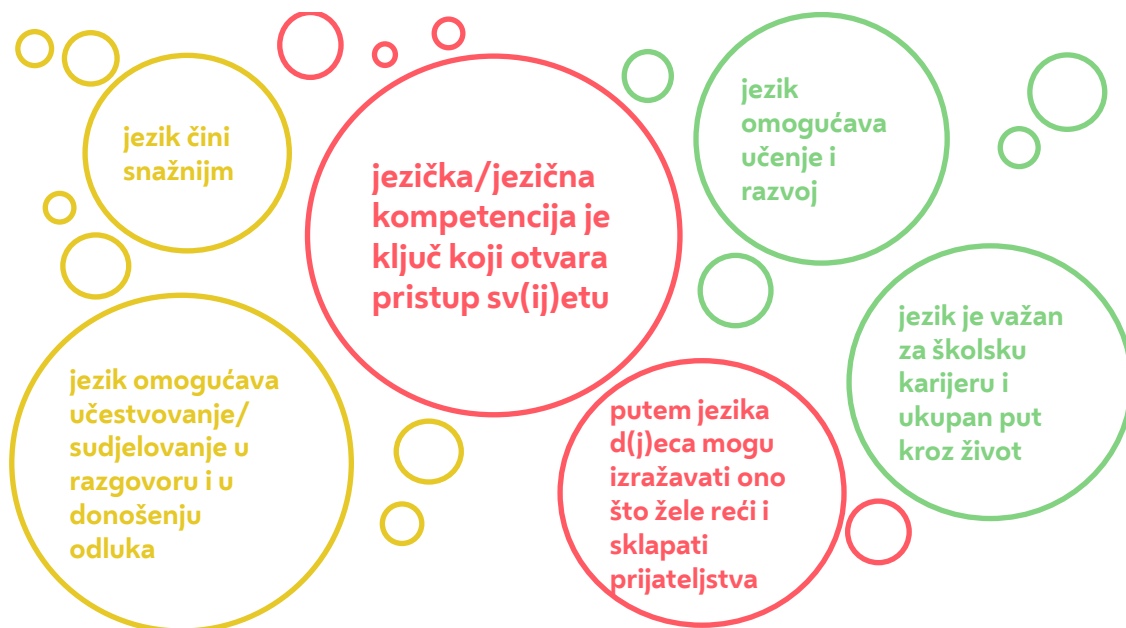 jezik čini
snažnijm
jezička/jezična
kompetencija je
ključ koji otvara
pristup sv(ij)etu
jezik
omogućava
učenje i
razvoj
jezik omogućava
učestvovanje/
sudjelovanje u
razgovoru i u
donošenju
odluka
putem jezika
d(j)eca mogu
izražavati ono
što žele reći i
sklapati
prijateljstva
jezik je važan
za školsku
karijeru i
ukupan put
kroz život